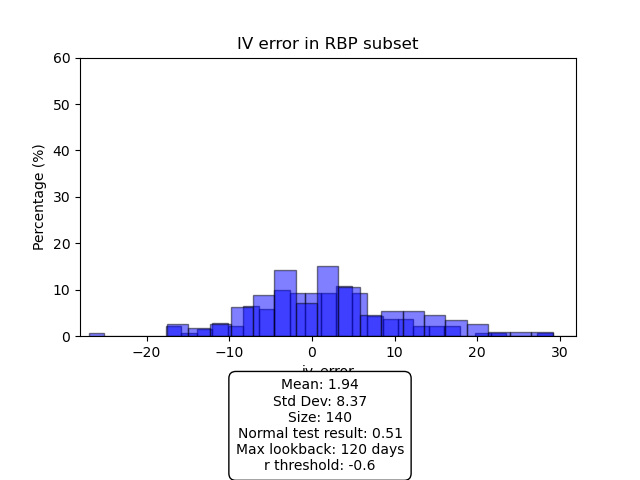 IV error in RBP subset
60
50
40
30
20
10
0
Percentage (%)
−20
−10
0
10
20
30
iv_error
Mean: 1.94
Std Dev: 8.37
Size: 140
Normal test result: 0.51
Max lookback: 120 days
r threshold: -0.6